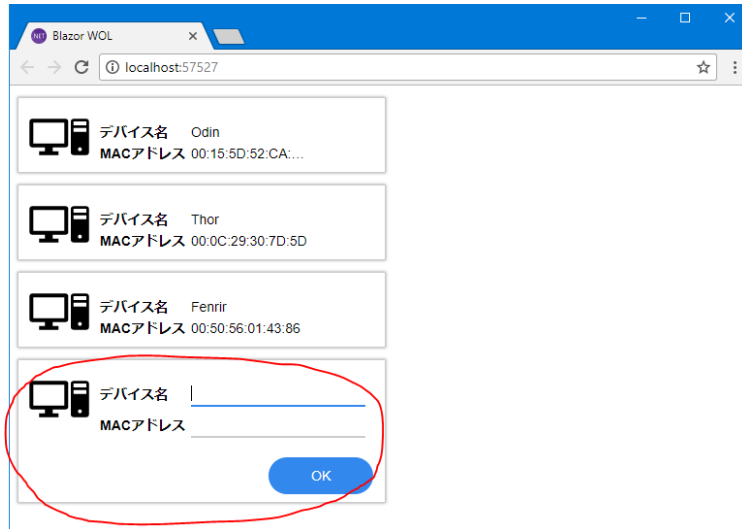 NET Blazor WOL
localhost:57527
デバイス名 Odin
MACアドレス 00:15:5D:52:CA:...
デバイス名 Thor
MACアドレス 00:0C:29:30:7D:5D
デバイス名 Fenrir
MACアドレス 00:50:56:01:43:86
デバイス名
MACアドレス
OK